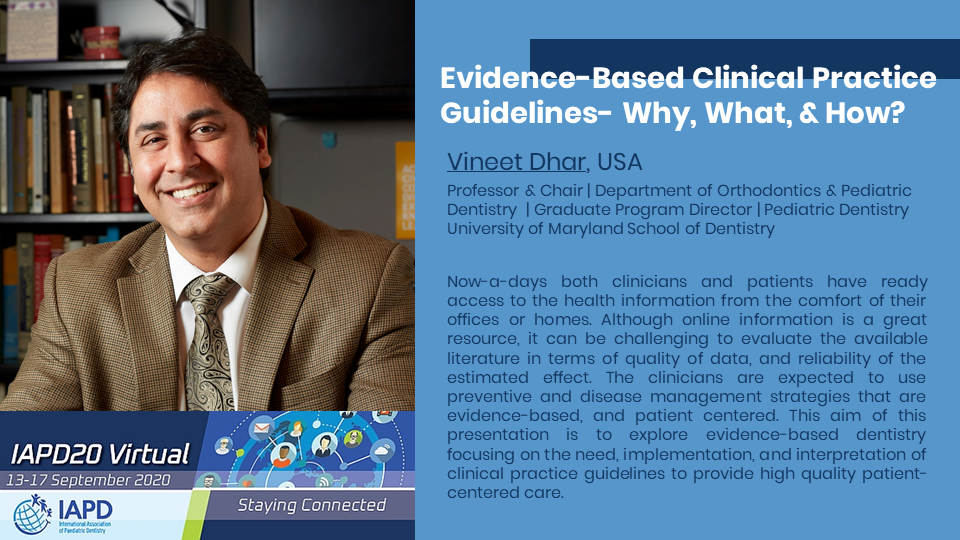 Evidence-Based Clinical Practice
Guidelines- Why, What, & How?
Vineet Dhar, USA
Professor & Chair | Department of Orthodontics & Pediatric
Dentistry | Graduate Program Director | Pediatric Dentistry
University of Maryland School of Dentistry
Now-a-days both clinicians and patients have ready
access to the health information from the comfort of their
offices or homes. Although online information is a great
resource, it can be challenging to evaluate the available
literature in terms of quality of data, and reliability of the
estimated effect. The clinicians are expected to use
preventive and disease management strategies that are
evidence-based, and patient centered. This aim of this
presentation is to explore evidence-based dentistry
focusing on the need, implementation, and interpretation of
clinical practice guidelines to provide high quality patient-
centered care.
IAPD20 Virtual
13-17 September 2020
Staying Connected
IAPD
International Association
of Paediatric Dentistry